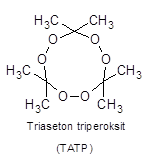 H₃C CH₃
O O
O O
H₃C CH₃
H₃C O–O CH₃
Triaseton triperoksit
(TATP)